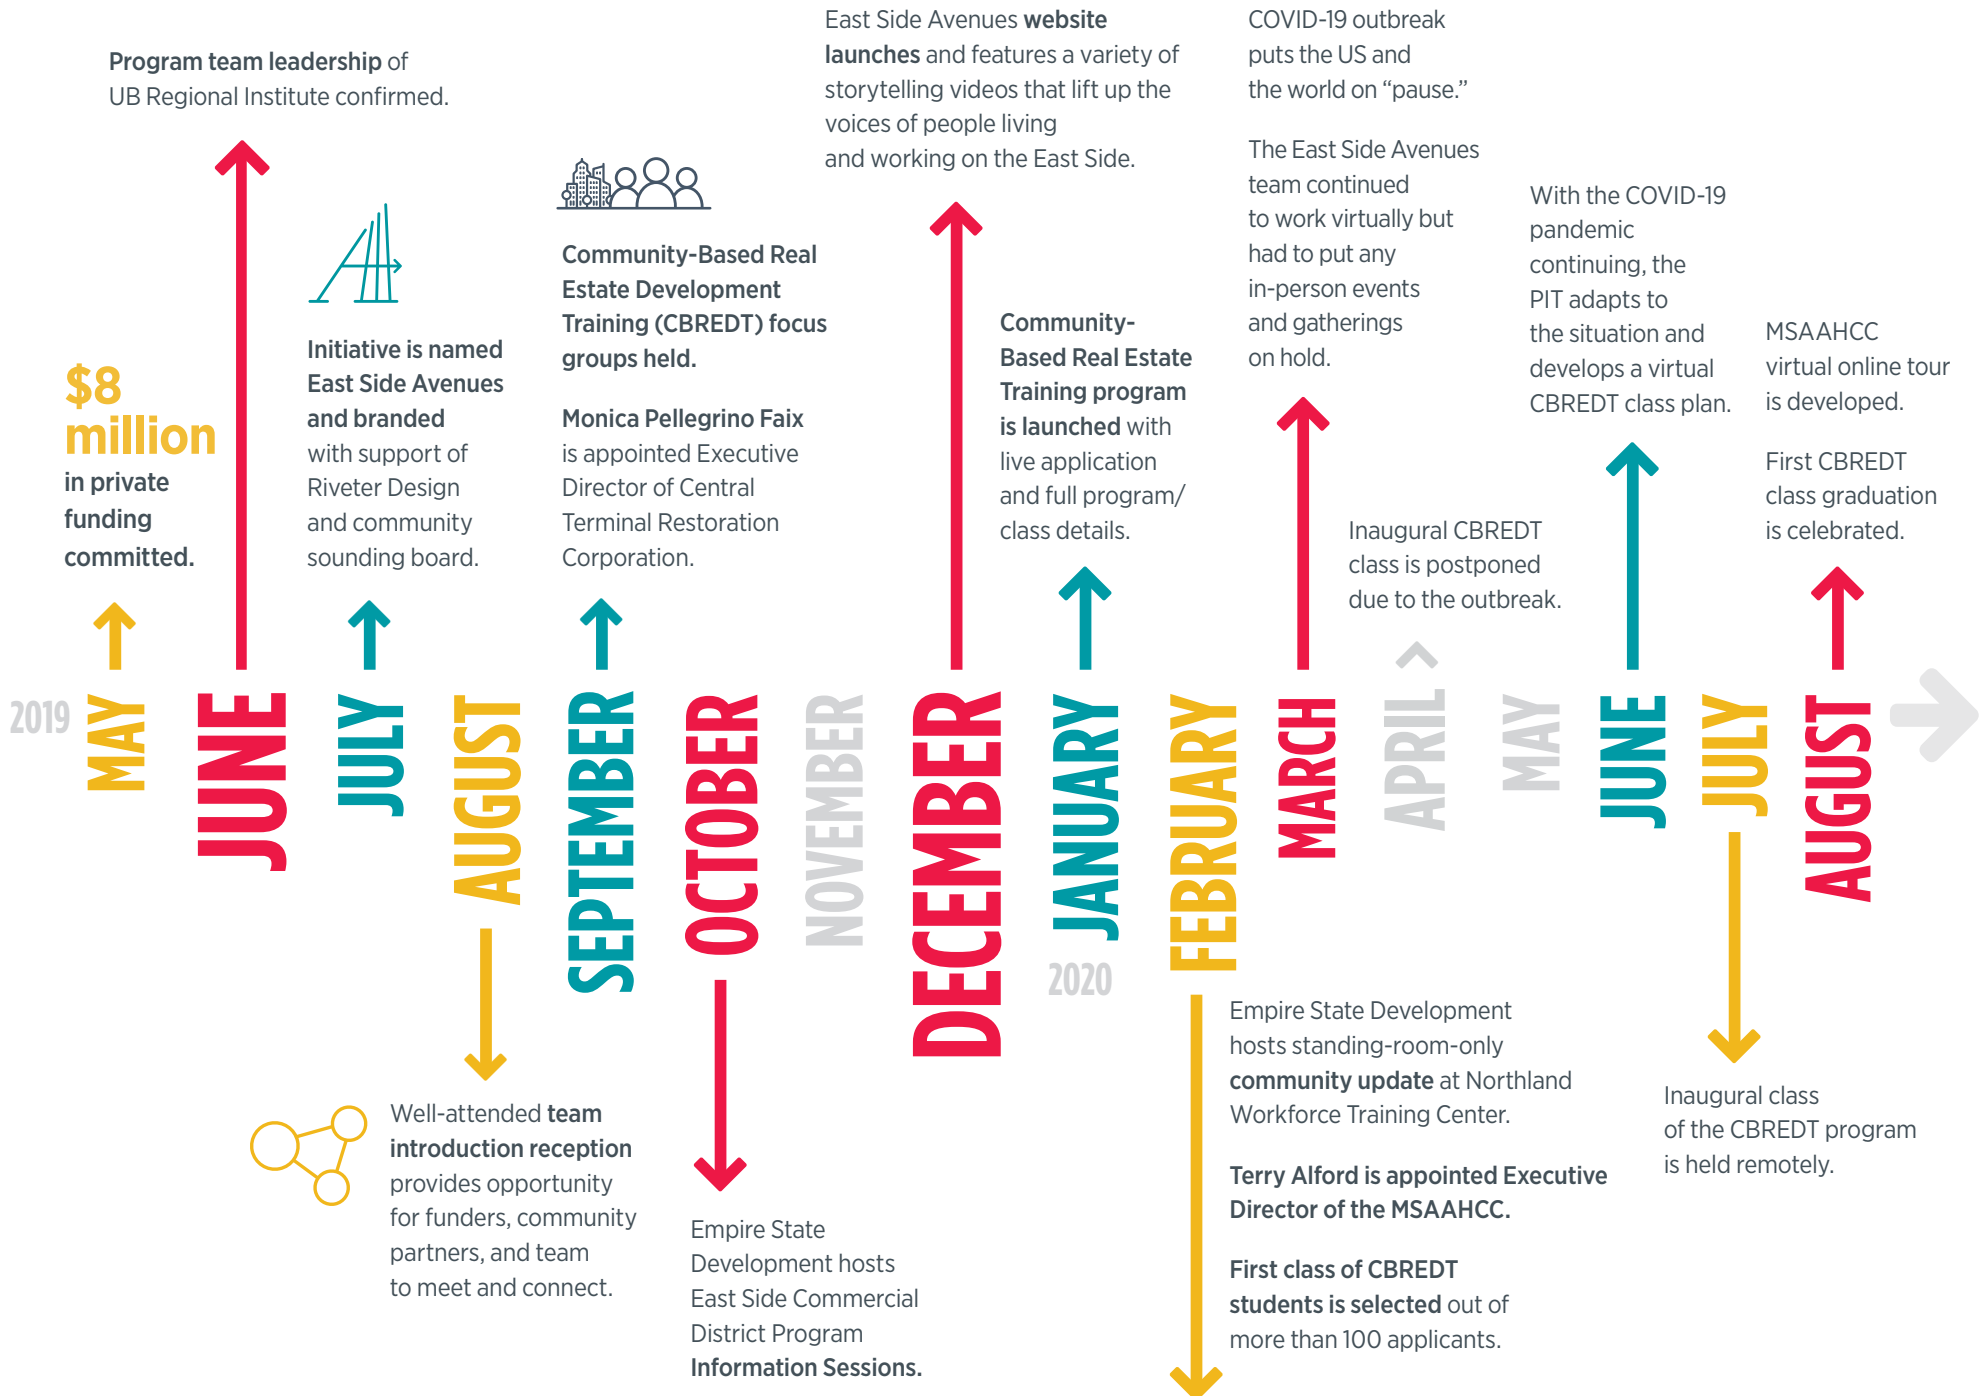 2019
MAY
$8
million
in private
funding
committed.
JUNE
Program team leadership of
UB Regional Institute confirmed.
JULY
Initiative is named
East Side Avenues
and branded
with support of
Riveter Design
and community
sounding board.
AUGUST
Well-attended team
introduction reception
provides opportunity
for funders, community
partners, and team
to meet and connect.
SEPTEMBER
Community-Based Real
Estate Development
Training (CBREDT) focus
groups held.
Monica Pellegrino Faix
is appointed Executive
Director of Central
Terminal Restoration
Corporation.
OCTOBER
Empire State
Development hosts
East Side Commercial
District Program
Information Sessions.
NOVEMBER
DECEMBER
East Side Avenues website
launches and features a variety of
storytelling videos that lift up the
voices of people living
and working on the East Side.
JANUARY
2020
Community-
Based Real Estate
Training program
is launched with
live application
and full program/
class details.
FEBRUARY
Empire State Development
hosts standing-room-only
community update at Northland
Workforce Training Center.
Terry Alford is appointed Executive
Director of the MSAAHCC.
First class of CBREDT
students is selected out of
more than 100 applicants.
MARCH
COVID-19 outbreak
puts the US and
the world on “pause.”
The East Side Avenues
team continued
to work virtually but
had to put any
in-person events
and gatherings
on hold.
APRIL
Inaugural CBREDT
class is postponed
due to the outbreak.
MAY
JUNE
With the COVID-19
pandemic
continuing, the
PIT adapts to
the situation and
develops a virtual
CBREDT class plan.
JULY
Inaugural class
of the CBREDT program
is held remotely.
AUGUST
MSAAHCC
virtual online tour
is developed.
First CBREDT
class graduation
is celebrated.